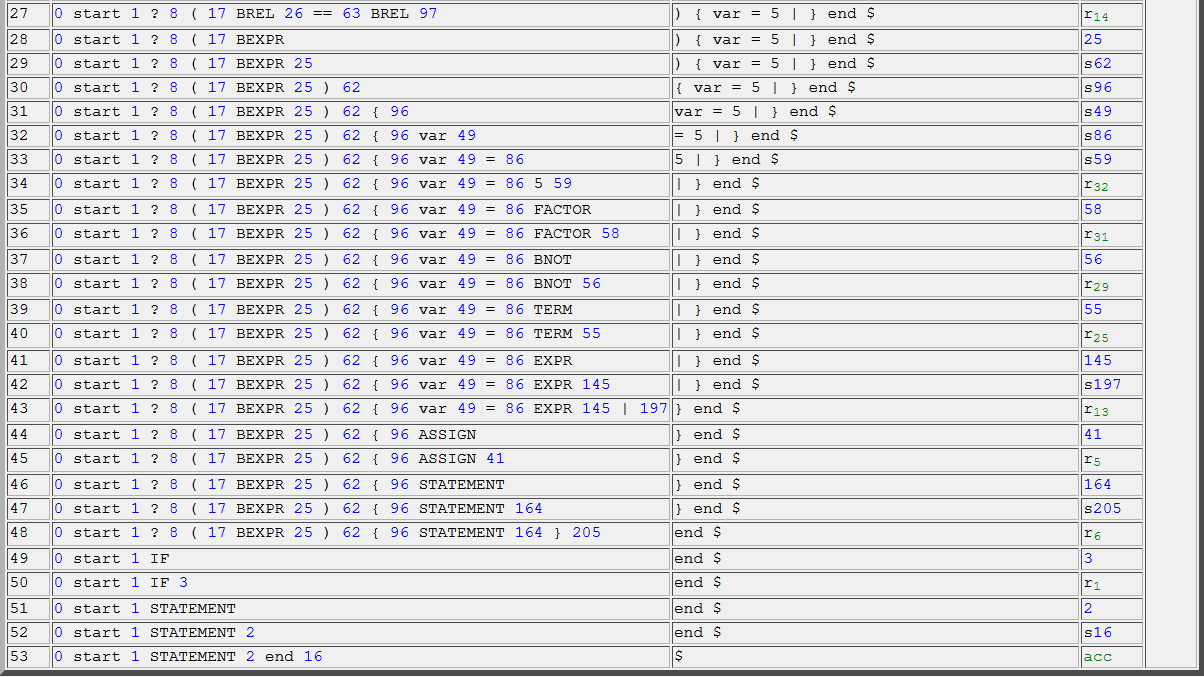 27 0 start 1 ? 8 ( 17 BREL 26 == 63 BREL 97 ) { var = 5 | } end $ r14
28 0 start 1 ? 8 ( 17 BEXPR ) { var = 5 | } end $ 25
29 0 start 1 ? 8 ( 17 BEXPR 25 ) { var = 5 | } end $ s62
30 0 start 1 ? 8 ( 17 BEXPR 25 ) 62 { var = 5 | } end $ s96
31 0 start 1 ? 8 ( 17 BEXPR 25 ) 62 { 96 var = 5 | } end $ s49
32 0 start 1 ? 8 ( 17 BEXPR 25 ) 62 { 96 var 49 = 5 | } end $ s86
33 0 start 1 ? 8 ( 17 BEXPR 25 ) 62 { 96 var 49 = 86 5 | } end $ s59
34 0 start 1 ? 8 ( 17 BEXPR 25 ) 62 { 96 var 49 = 86 5 59 | } end $ r32
35 0 start 1 ? 8 ( 17 BEXPR 25 ) 62 { 96 var 49 = 86 FACTOR | } end $ 58
36 0 start 1 ? 8 ( 17 BEXPR 25 ) 62 { 96 var 49 = 86 FACTOR 58 | } end $ r31
37 0 start 1 ? 8 ( 17 BEXPR 25 ) 62 { 96 var 49 = 86 BNOT | } end $ 56
38 0 start 1 ? 8 ( 17 BEXPR 25 ) 62 { 96 var 49 = 86 BNOT 56 | } end $ r29
39 0 start 1 ? 8 ( 17 BEXPR 25 ) 62 { 96 var 49 = 86 TERM | } end $ 55
40 0 start 1 ? 8 ( 17 BEXPR 25 ) 62 { 96 var 49 = 86 TERM 55 | } end $ r25
41 0 start 1 ? 8 ( 17 BEXPR 25 ) 62 { 96 var 49 = 86 EXPR | } end $ 145
42 0 start 1 ? 8 ( 17 BEXPR 25 ) 62 { 96 var 49 = 86 EXPR 145 | } end $ s197
43 0 start 1 ? 8 ( 17 BEXPR 25 ) 62 { 96 var 49 = 86 EXPR 145 | 197 } end $ r13
44 0 start 1 ? 8 ( 17 BEXPR 25 ) 62 { 96 ASSIGN } end $ 41
45 0 start 1 ? 8 ( 17 BEXPR 25 ) 62 { 96 ASSIGN 41 } end $ r5
46 0 start 1 ? 8 ( 17 BEXPR 25 ) 62 { 96 STATEMENT } end $ 164
47 0 start 1 ? 8 ( 17 BEXPR 25 ) 62 { 96 STATEMENT 164 } end $ s205
48 0 start 1 ? 8 ( 17 BEXPR 25 ) 62 { 96 STATEMENT 164 } 205 end $ r6
49 0 start 1 IF end $ 3
50 0 start 1 IF 3 end $ r1
51 0 start 1 STATEMENT end $ 2
52 0 start 1 STATEMENT 2 end $ s16
53 0 start 1 STATEMENT 2 end 16 $ acc